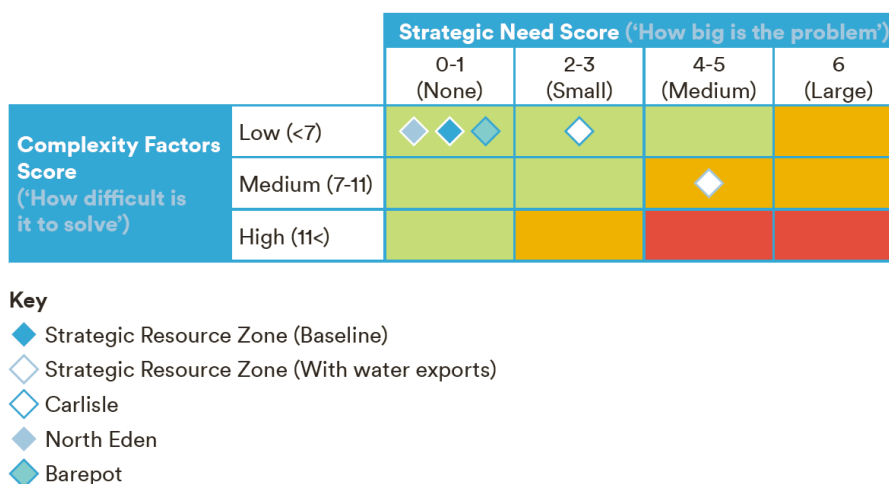 Strategic Need Score (‘How big is the problem’)
0-1
(None)
2-3
(Small)
4-5
(Medium)
6
(Large)
Complexity Factors
Score
(‘How difficult is
it to solve’)
Low (<7)
Medium (7-11)
High (11<)
Key
Strategic Resource Zone (Baseline)
Strategic Resource Zone (With water exports)
Carlisle
North Eden
Barepot